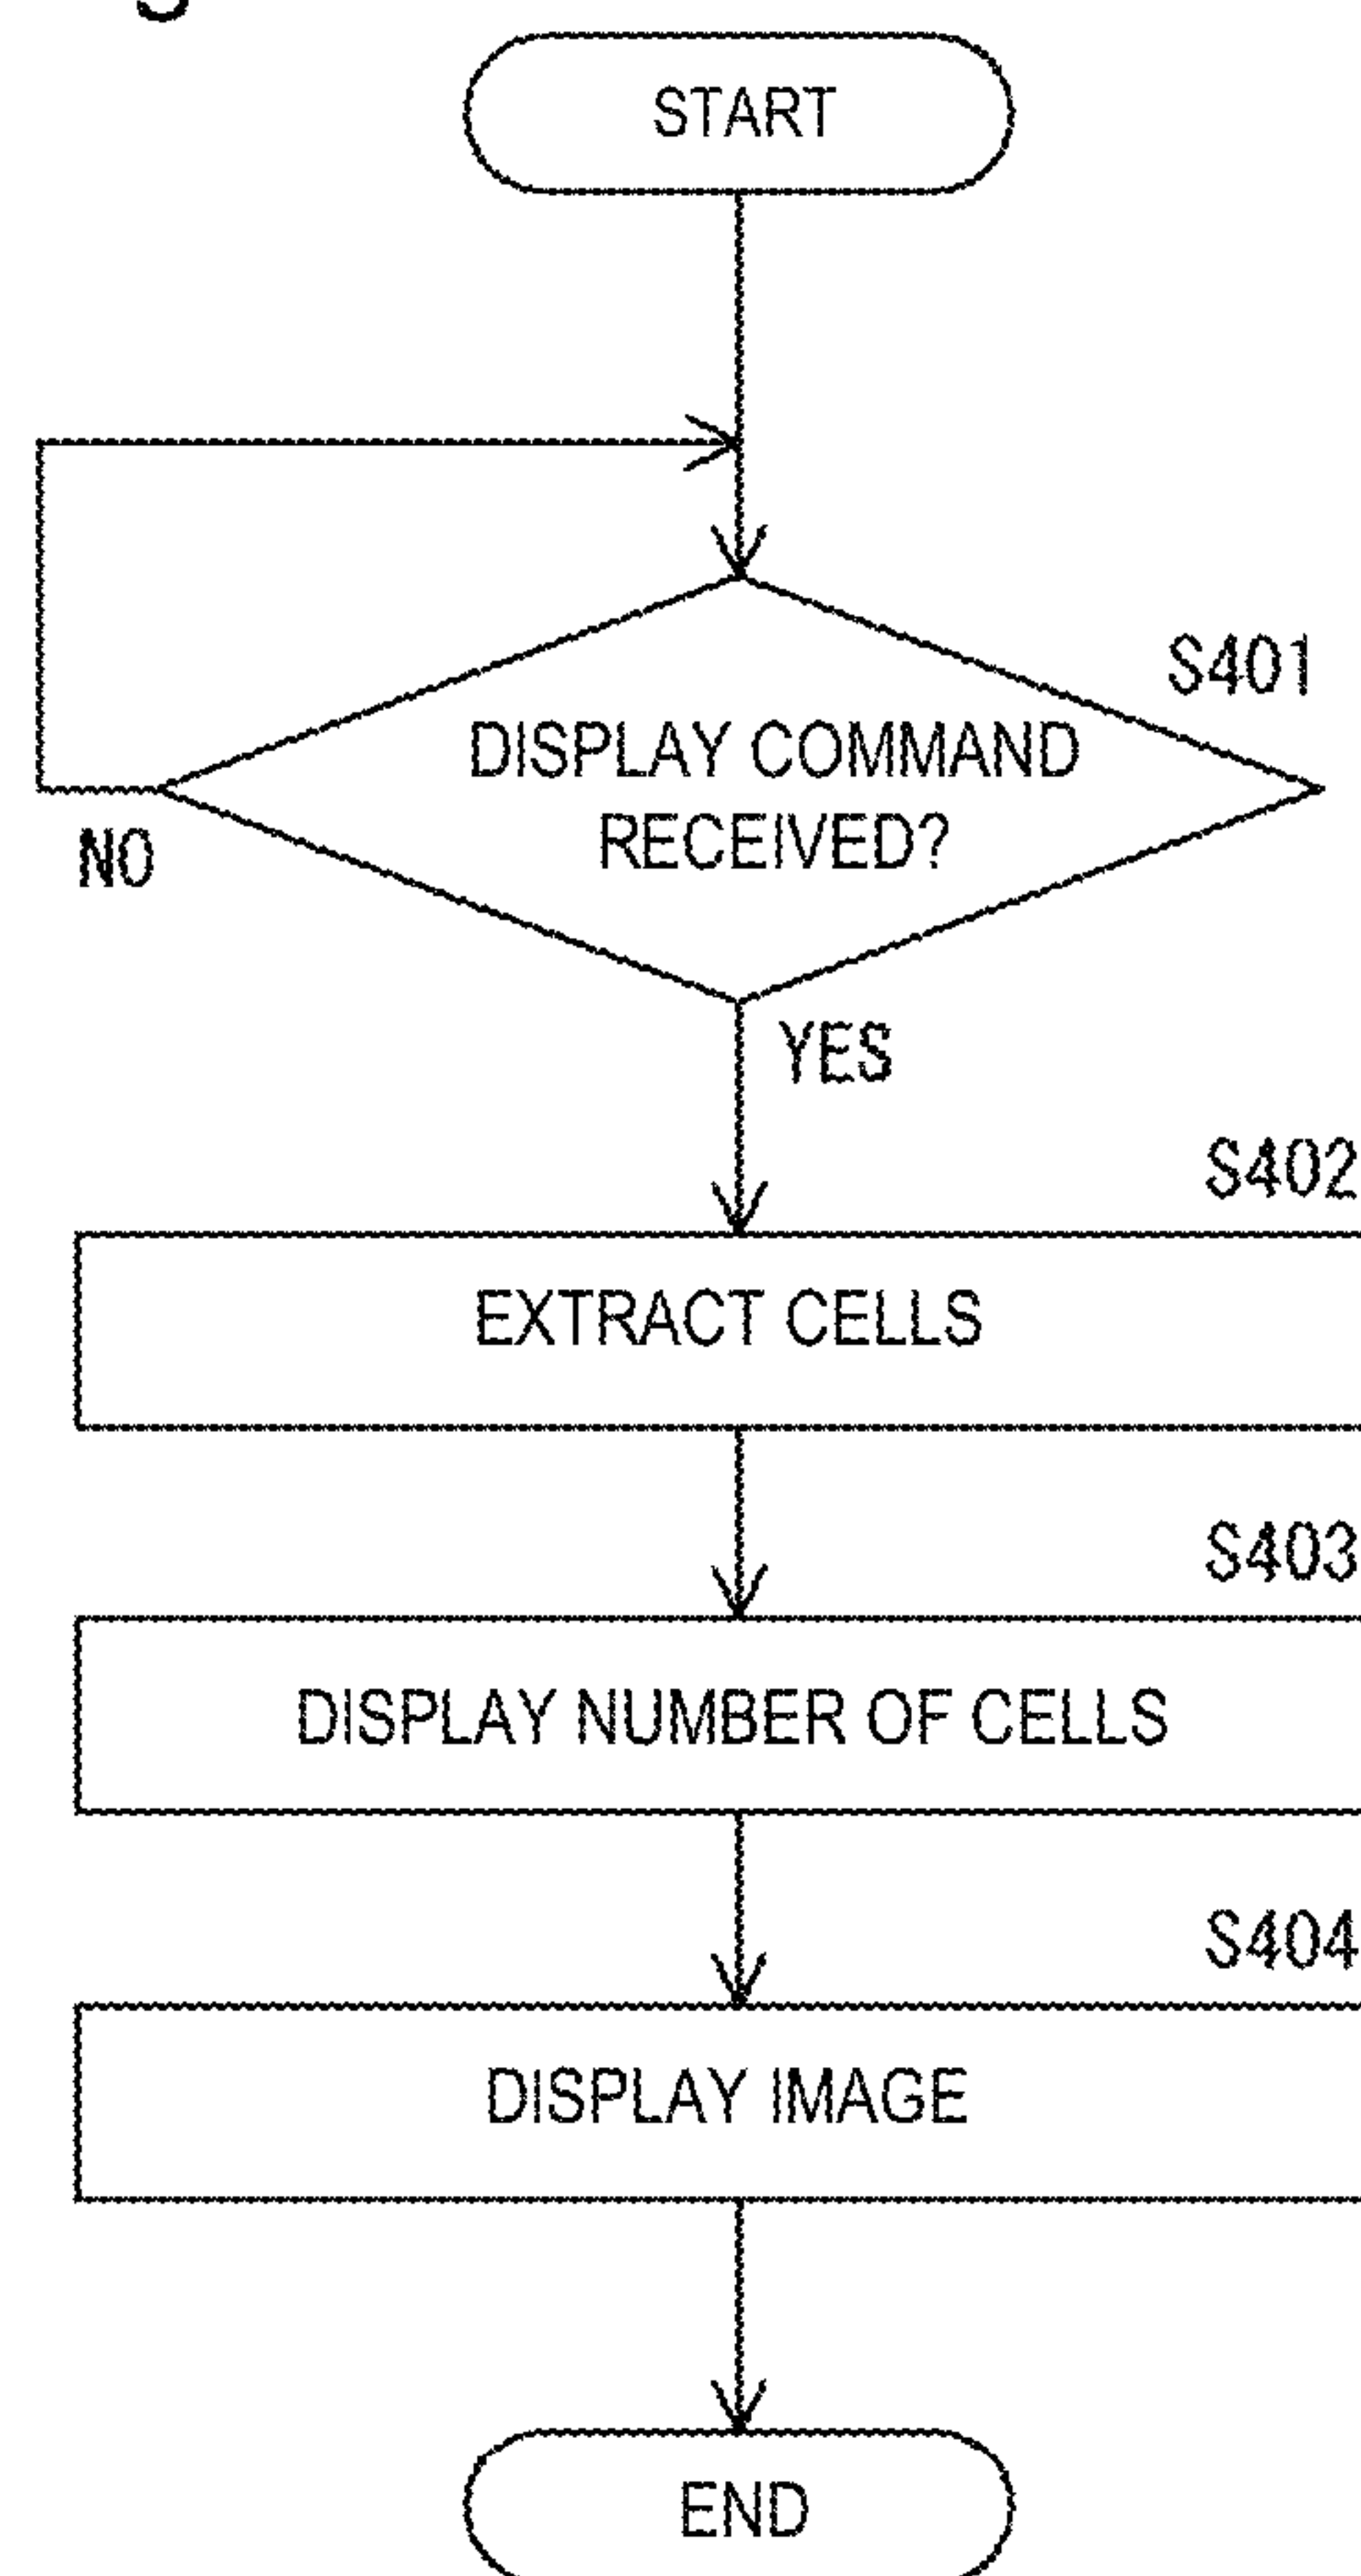 START
S401
DISPLAY COMMAND
RECEIVED?
NO
YES
S402
EXTRACT CELLS
S403
DISPLAY NUMBER OF CELLS
S404
DISPLAY IMAGE
END